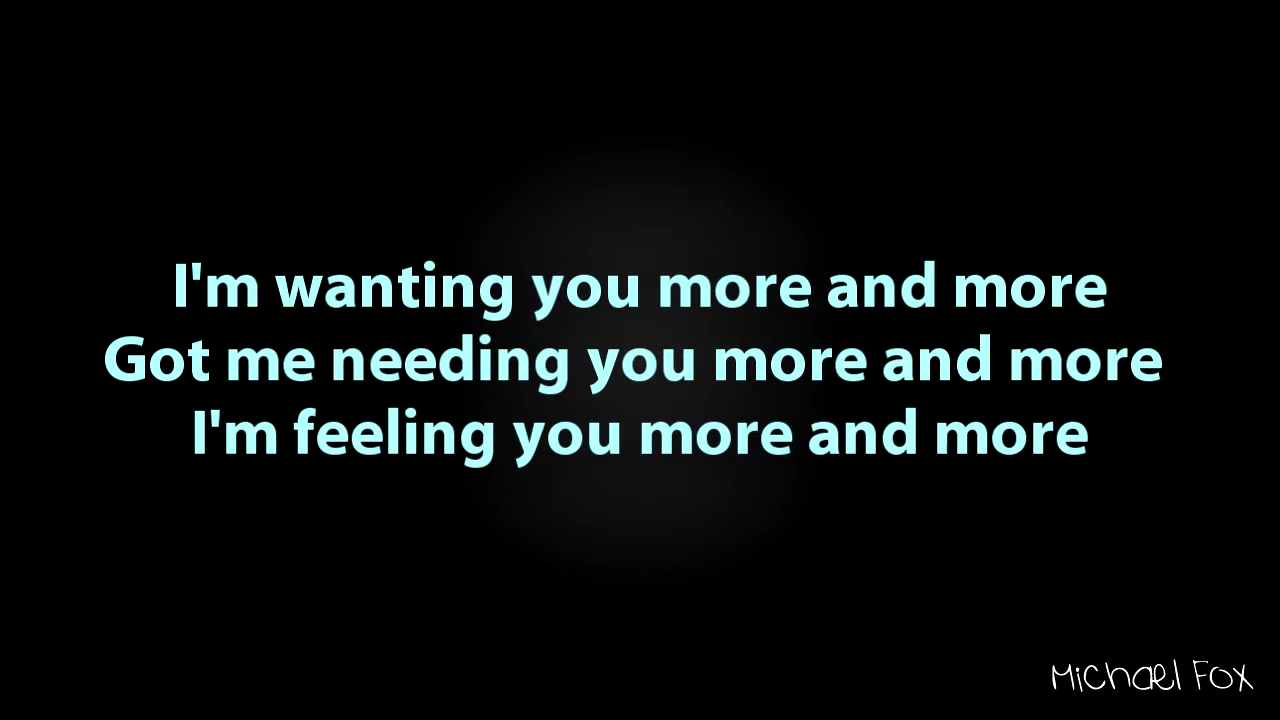 I'm wanting you more and more
Got me needing you more and more
I'm feeling you more and more
Michael Fox